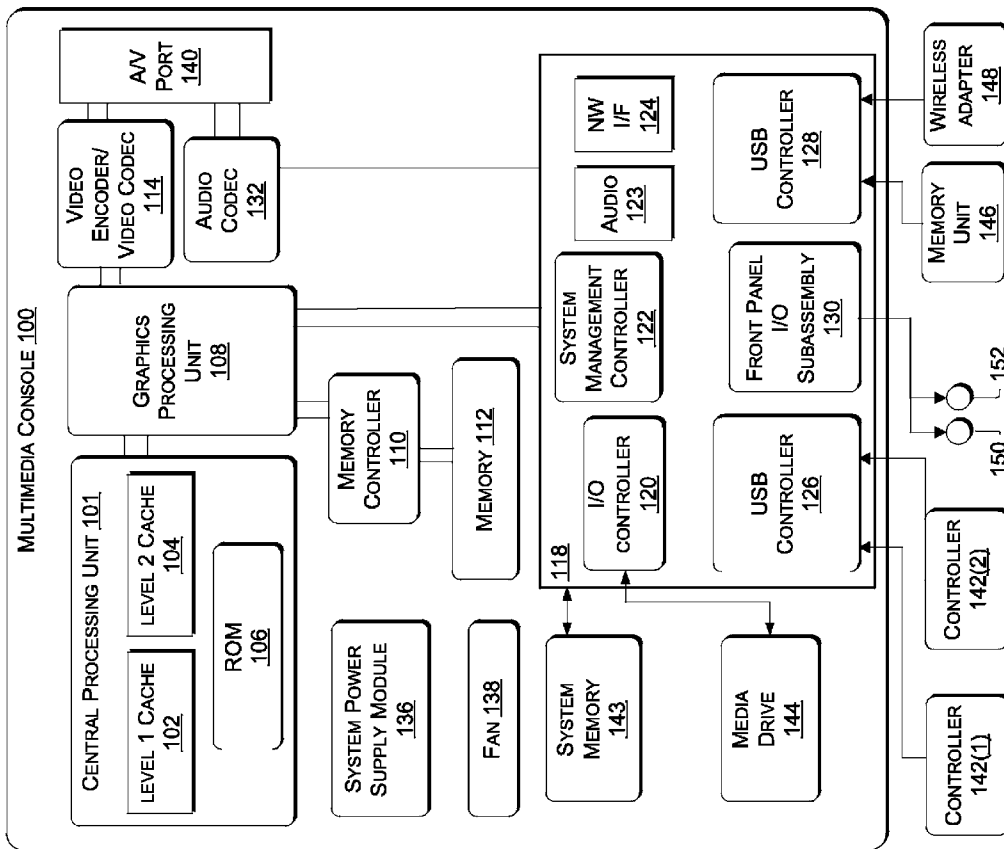 MULTIMEDIA CONSOLE 100
CENTRAL PROCESSING UNIT 101
LEVEL 1 CACHE
102
LEVEL 2 CACHE
104
ROM
106
GRAPHICS
PROCESSING
UNIT
108
VIDEO
ENCODER/
VIDEO CODEC
114
A/V
PORT
140
AUDIO
CODEC
132
MEMORY
CONTROLLER
110
MEMORY 112
SYSTEM POWER
SUPPLY MODULE
136
FAN 138
118
SYSTEM
MEMORY
143
I/O
CONTROLLER
120
SYSTEM
MANAGEMENT
CONTROLLER
122
AUDIO
123
NW
I/F
124
MEDIA
DRIVE
144
USB
CONTROLLER
126
FRONT PANEL
I/O
SUBASSEMBLY
130
USB
CONTROLLER
128
CONTROLLER
142(1)
CONTROLLER
142(2)
150
152
MEMORY
UNIT
146
WIRELESS
ADAPTER
148